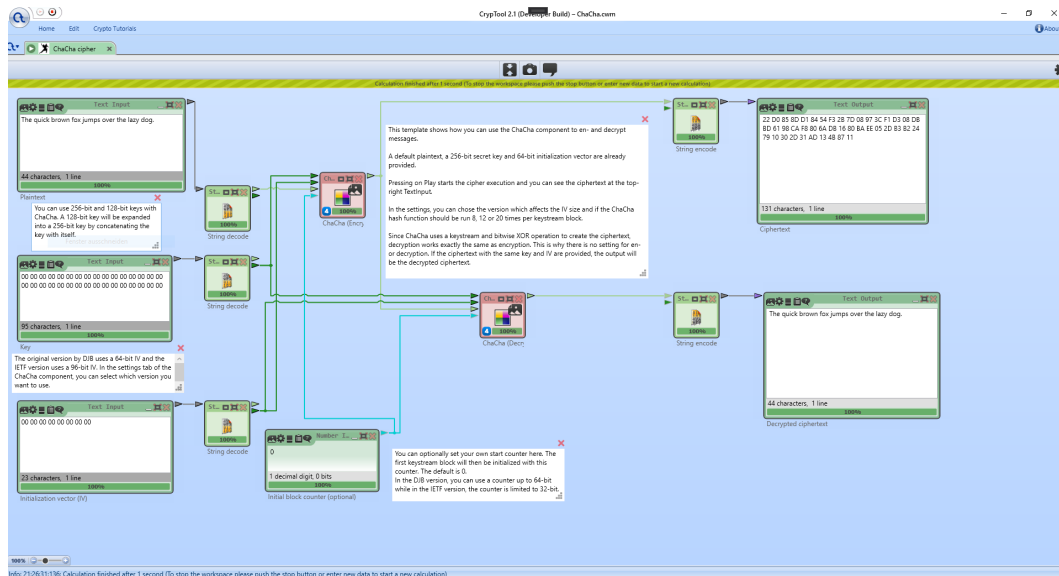 CrypTool 2.1 (Developer Build) – ChaCha.cwm
Home Edit Crypto Tutorials
ChaCha cipher
Calculation finished after 1 second (To stop the workspace please push the stop button or enter new data to start a new calculation)
Text Input
The quick brown fox jumps over the lazy dog.
44 characters, 1 line
100%
Plaintext
You can use 256-bit and 128-bit keys with
ChaCha. A 128-bit key will be expanded
into a 256-bit key by concatenating the
key with itself.
St...
100%
String decode
Text Input
00 00 00 00 00 00 00 00 00 00 00 00 00 00 00 00
00 00 00 00 00 00 00 00 00 00 00 00 00 00 00 00
95 characters, 1 line
100%
Key
St...
100%
String decode
The original version by DJB uses a 64-bit IV and the
IETF version uses a 96-bit IV. In the settings tab of the
ChaCha component, you can select which version you
want to use.
Text Input
00 00 00 00 00 00 00 00
23 characters, 1 line
100%
Initialization vector (IV)
St...
100%
String decode
Number I...
0
1 decimal digit, 0 bits
100%
Initial block counter (optional)
Ch...
4
100%
ChaCha (Encry
This template shows how you can use the ChaCha component to en- and decrypt
messages.
A default plaintext, a 256-bit secret key and 64-bit initialization vector are already
provided.
Pressing on Play starts the cipher execution and you can see the ciphertext at the top-
right TextInput.
In the settings, you can chose the version which affects the IV size and if the ChaCha
hash function should be run 8, 12 or 20 times per keystream block.
Since ChaCha uses a keystream and bitwise XOR operation to create the ciphertext,
decryption works exactly the same as encryption. This is why there is no setting for en-
or decryption. If the ciphertext with the same key and IV are provided, the output will
be the decrypted ciphertext.
Ch...
4
100%
ChaCha (Decr
You can optionally set your own start counter here. The
first keystream block will then be initialized with this
counter. The default is 0.
In the DJB version, you can use a counter up to 64-bit
while in the IETF version, the counter is limited to 32-bit.
St...
100%
String encode
Text Output
22 D0 85 8D D1 84 54 F3 2B 7D 08 97 3C F1 D3 08 DB
BD 61 98 CA F8 80 6A DB 16 80 BA EE 05 2D B3 B2 24
79 10 30 2D 31 AD 13 4B 87 11
131 characters, 1 line
100%
Ciphertext
St...
100%
String encode
Text Output
The quick brown fox jumps over the lazy dog.
44 characters, 1 line
100%
Decrypted ciphertext
100%
Info: 21:26:31:136: Calculation finished after 1 second (To stop the workspace please push the stop button or enter new data to start a new calculation)